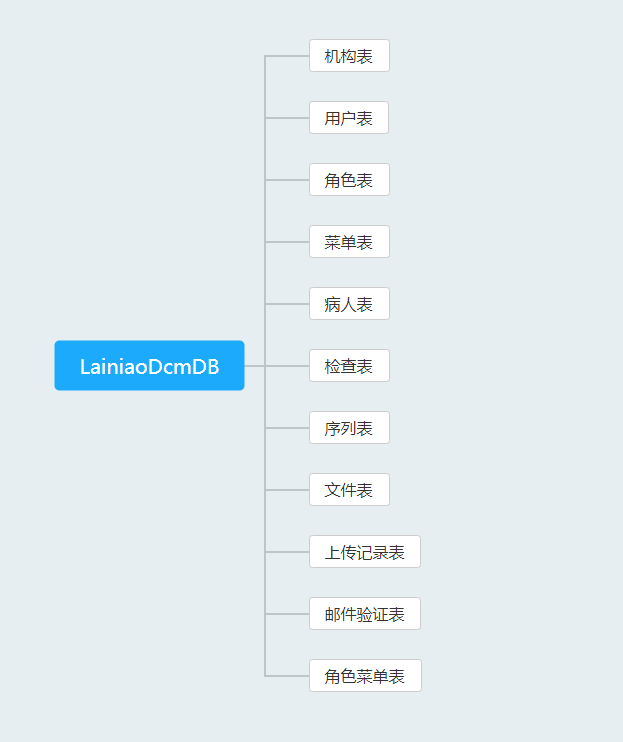 机构表
用户表
角色表
菜单表
病人表
LainiaoDcmDB
检查表
序列表
文件表
上传记录表
邮件验证表
角色菜单表